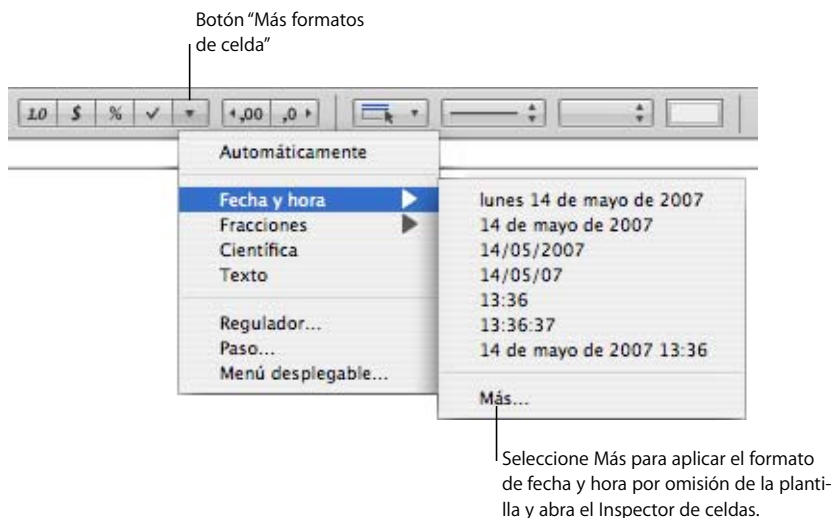 Botón “Más formatos
de celda”
1.0 $ % ✓ ,00 ,0
Automáticamente
Fecha y hora
Fracciones
Científica
Texto
Regulador...
Paso...
Menú desplegable...
lunes 14 de mayo de 2007
14 de mayo de 2007
14/05/2007
14/05/07
13:36
13:36:37
14 de mayo de 2007 13:36
Más...
Seleccione Más para aplicar el formato
de fecha y hora por omisión de la planti-
lla y abra el Inspector de celdas.